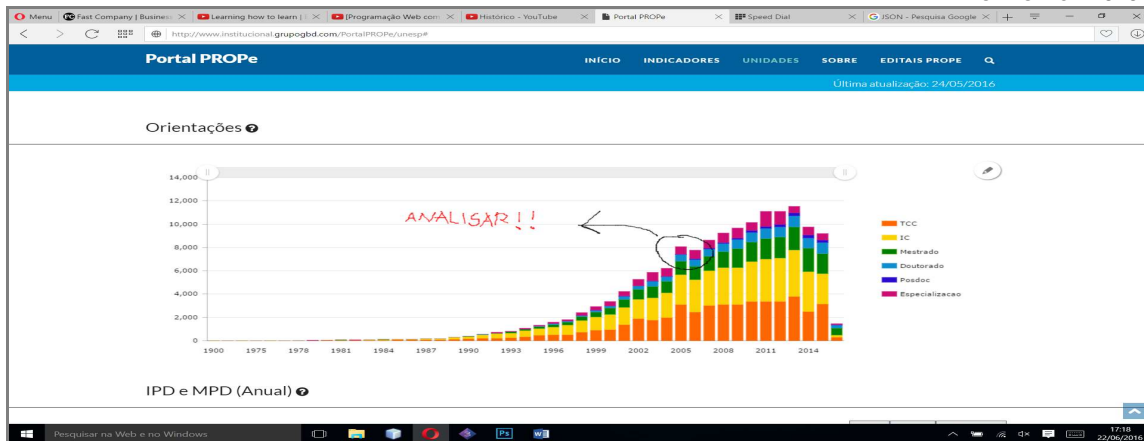 Menu
Fast Company | Business
Learning how to learn |
[Programação Web com
Histórico - YouTube
Portal PROPe
Speed Dial
JSON - Pesquisa Google
http://www.institucional.grupogbd.com/PortalPROPe/unesp#
Portal PROPe
INÍCIO INDICADORES UNIDADES SOBRE EDITAIS PROPE
Última atualização: 24/05/2016
Orientações
14,000
12,000
10,000
8,000
6,000
4,000
2,000
0
1900 1975 1978 1981 1984 1987 1990 1993 1996 1999 2002 2005 2008 2011 2014
ANALISAR!!
TCC
IC
Mestrado
Doutorado
Posdoc
Especializacao
IPD e MPD (Anual)
Pesquisar na Web e no Windows
Ps
17:18
22/06/2016